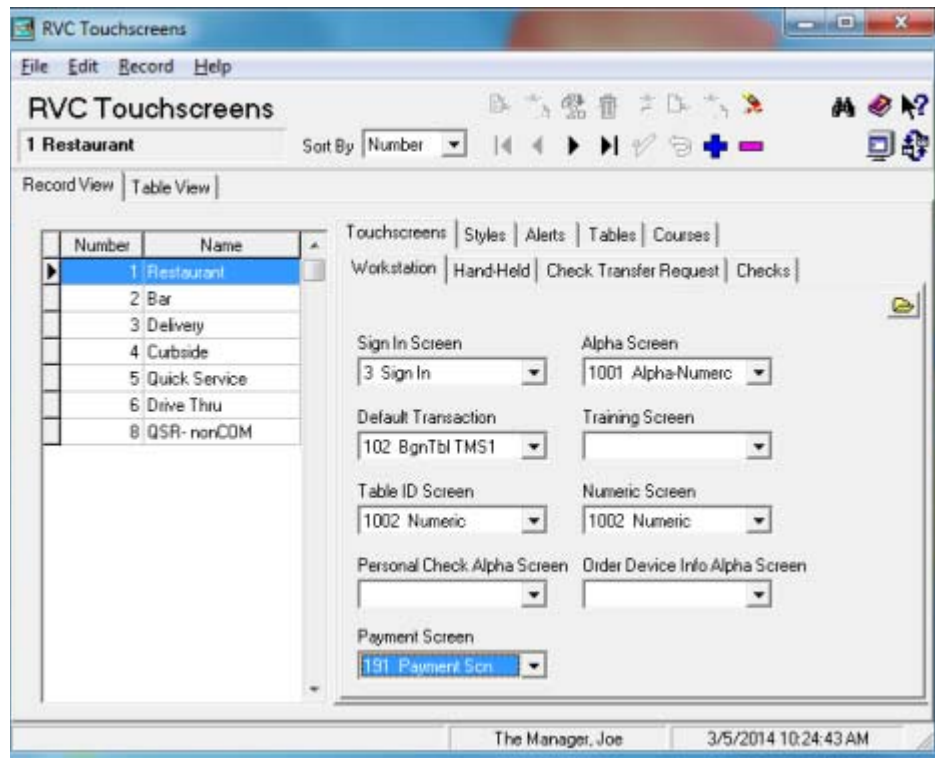 RVC Touchscreens
File Edit Record Help
RVC Touchscreens
1 Restaurant Sort By Number
Record View Table View
Number Name
1 Restaurant
2 Bar
3 Delivery
4 Curbside
5 Quick Service
6 Drive Thru
8 QSR- nonCOM
Touchscreens Styles Alerts Tables Courses
Workstation Hand-Held Check Transfer Request Checks
Sign In Screen Alpha Screen
3 Sign In 1001 Alpha-Numerc
Default Transaction Training Screen
102 BgnTbl TMS1
Table ID Screen Numeric Screen
1002 Numeric 1002 Numeric
Personal Check Alpha Screen Order Device Info Alpha Screen
Payment Screen
191 Payment Scn
The Manager, Joe 3/5/2014 10:24:43 AM